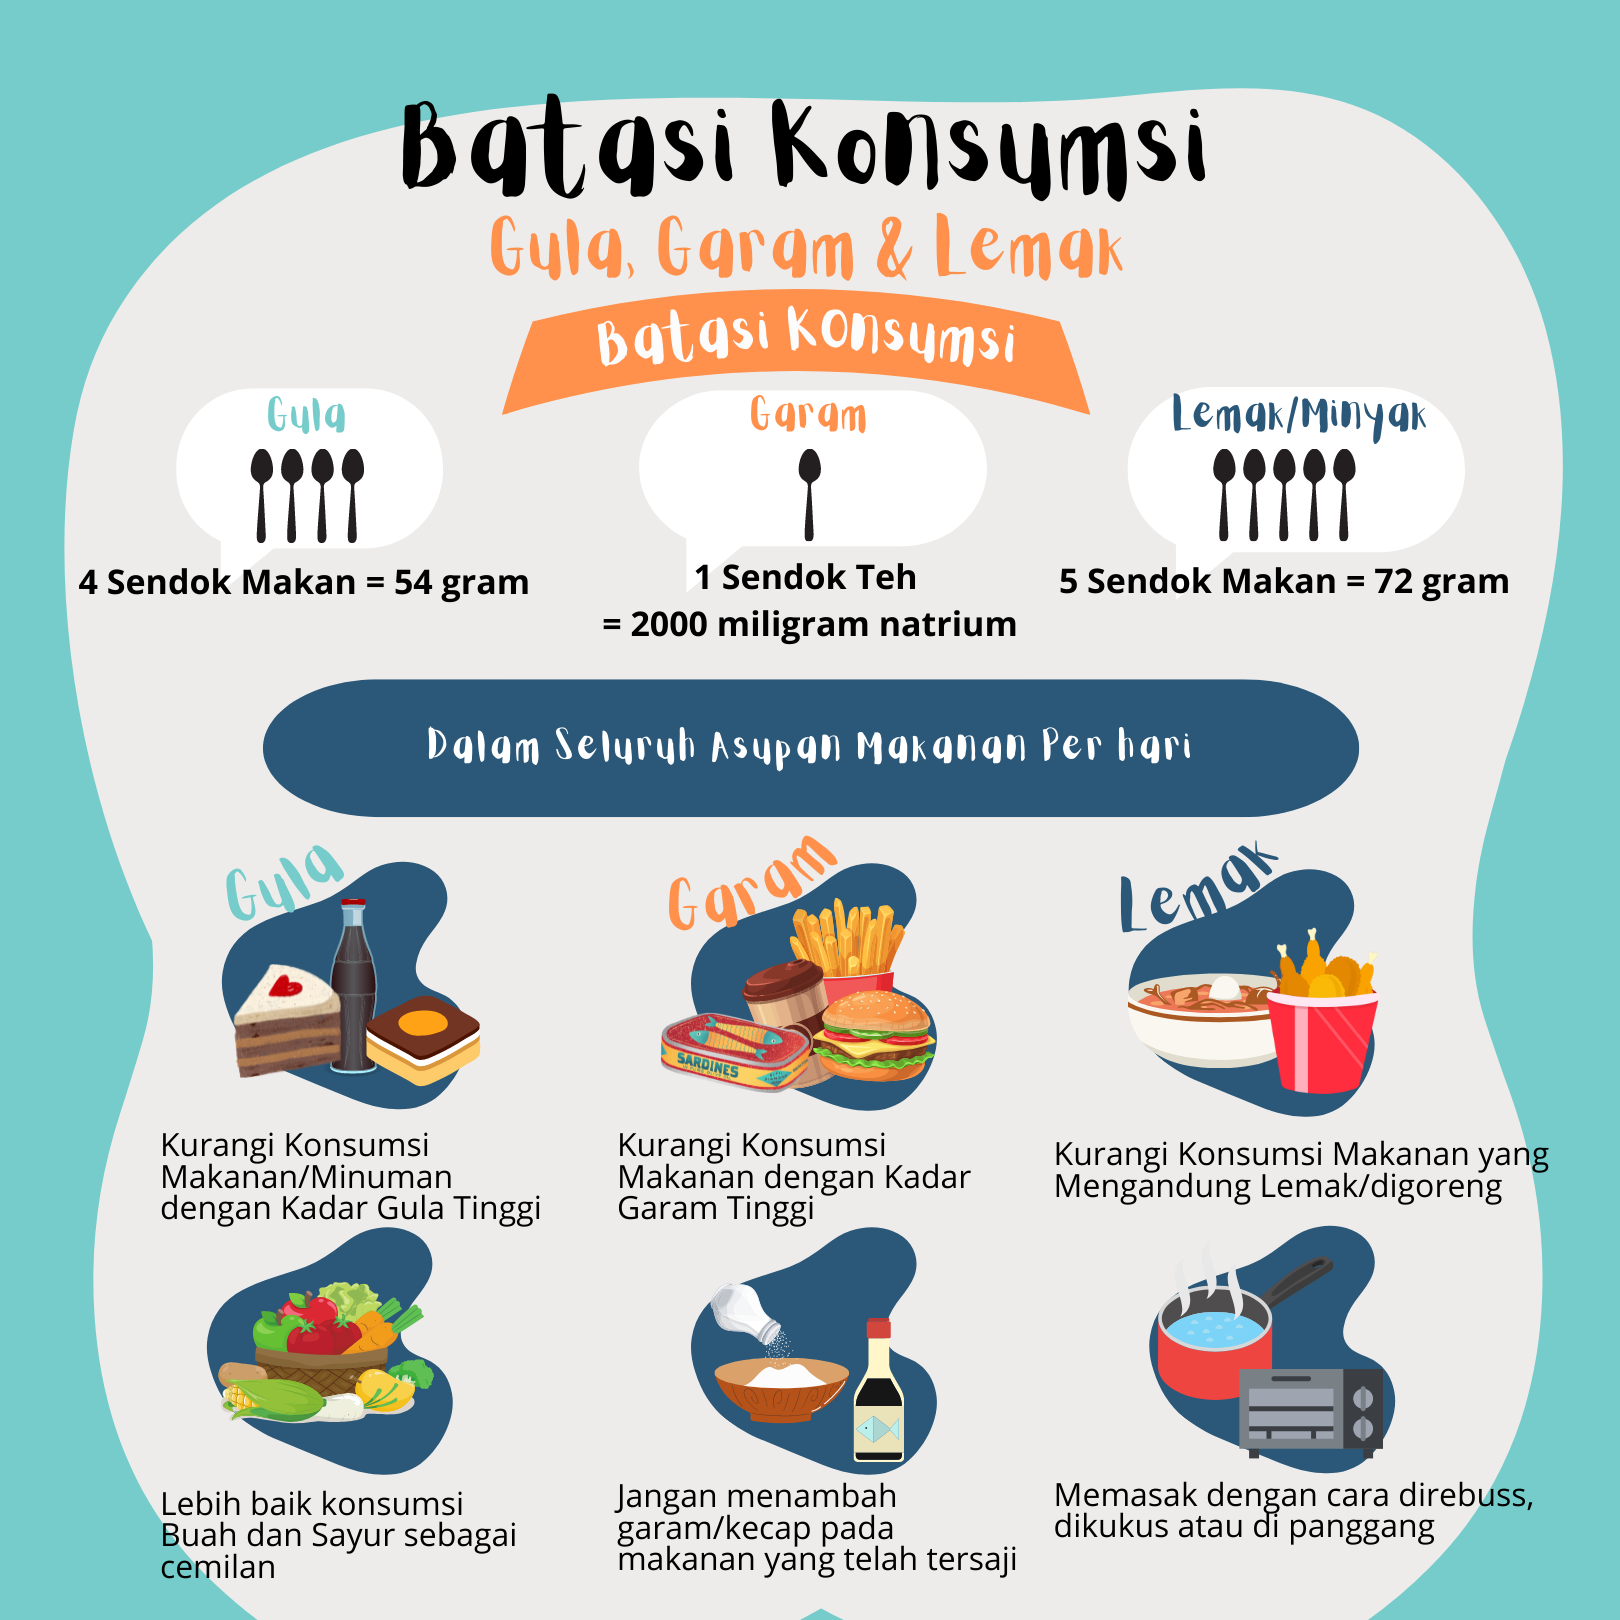 Batasi Konsumsi
Gula, Garam & Lemak
Batasi Konsumsi
Gula
4 Sendok Makan = 54 gram
Garam
1 Sendok Teh
= 2000 miligram natrium
Lemak/Minyak
5 Sendok Makan = 72 gram
Dalam Seluruh Asupan Makanan Per hari
Gula
Kurangi Konsumsi
Makanan/Minuman
dengan Kadar Gula Tinggi
Lebih baik konsumsi
Buah dan Sayur sebagai
cemilan
Garam
SARDINES
Kurangi Konsumsi
Makanan dengan Kadar
Garam Tinggi
Jangan menambah
garam/kecap pada
makanan yang telah tersaji
Lemak
Kurangi Konsumsi Makanan yang
Mengandung Lemak/digoreng
Memasak dengan cara direbuss,
dikukus atau di panggang